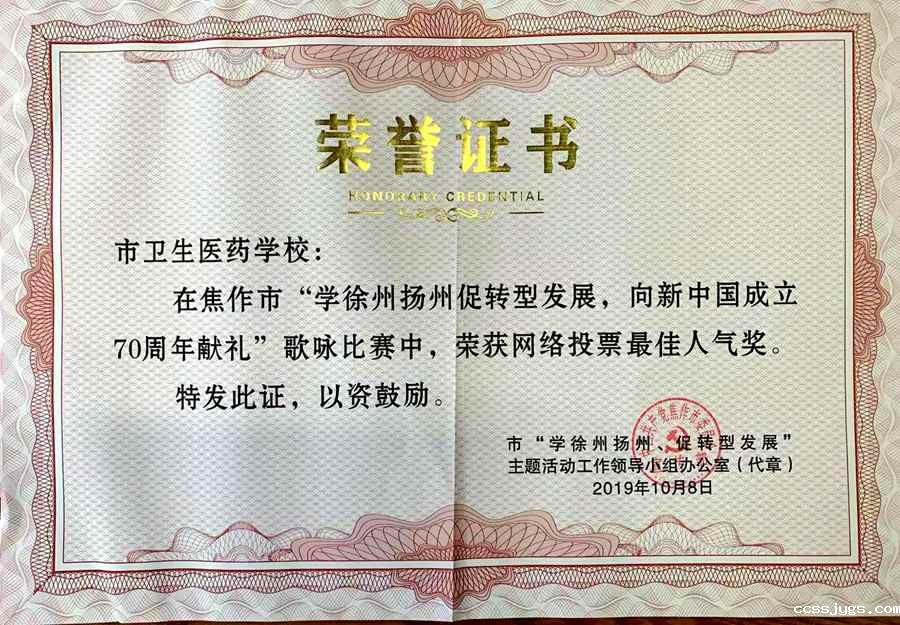 荣誉证书
HONORARY CREDENTIAL
市卫生医药学校：
在焦作市“学徐州扬州促转型发展，向新中国成立
70周年献礼”歌咏比赛中，荣获网络投票最佳人气奖。
特发此证，以资鼓励。
市“学徐州扬州、促转型发展”
主题活动工作领导小组办公室（代章）
2019年10月8日
ccssjygs.com